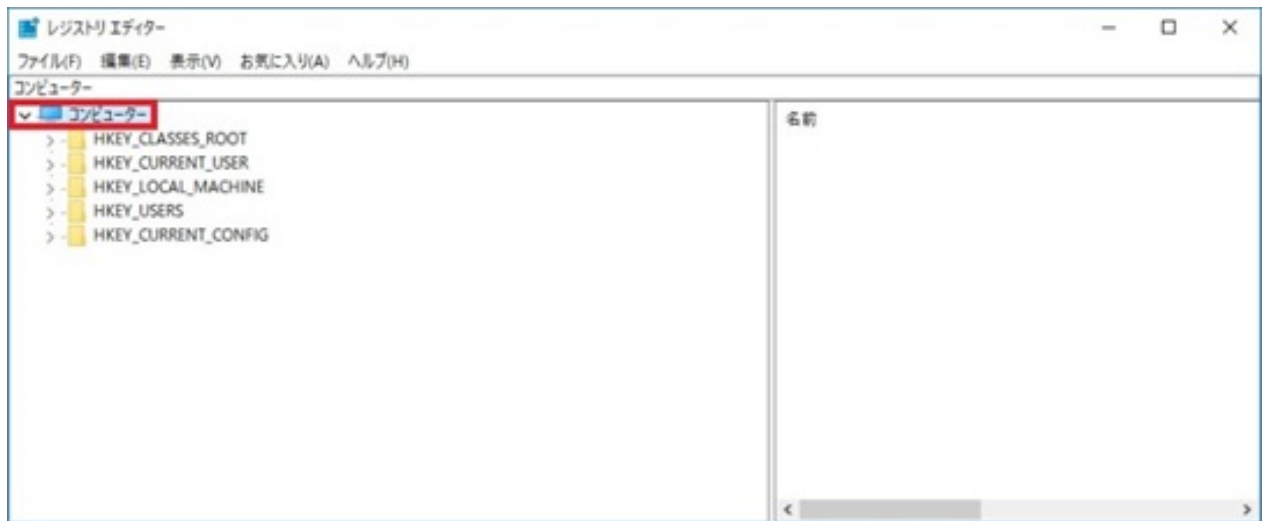 レジストリ エディター
ファイル(F) 編集(E) 表示(V) お気に入り(A) ヘルプ(H)
コンピューター
コンピューター
名前
HKEY_CLASSES_ROOT
HKEY_CURRENT_USER
HKEY_LOCAL_MACHINE
HKEY_USERS
HKEY_CURRENT_CONFIG